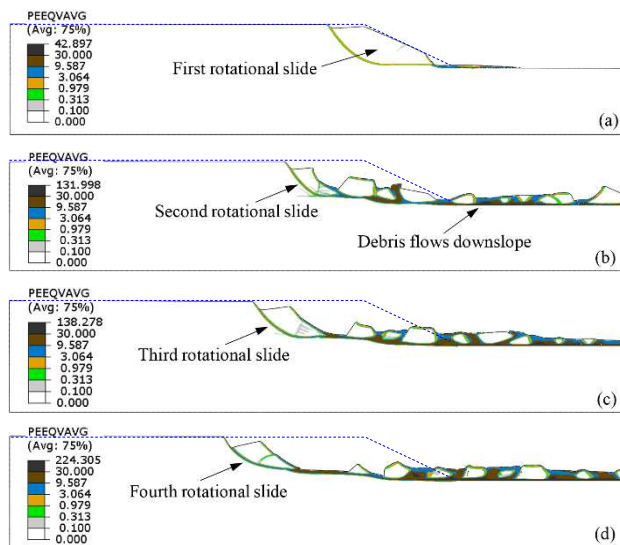 PEEQVAVG
(Avg: 75%)
42.897
30.000
9.587
3.064
0.979
0.313
0.100
0.000
First rotational slide
(a)
PEEQVAVG
(Avg: 75%)
131.998
30.000
9.587
3.064
0.979
0.313
0.100
0.000
Second rotational slide
Debris flows downslope
(b)
PEEQVAVG
(Avg: 75%)
138.278
30.000
9.587
3.064
0.979
0.313
0.100
0.000
Third rotational slide
(c)
PEEQVAVG
(Avg: 75%)
224.305
30.000
9.587
3.064
0.979
0.313
0.100
0.000
Fourth rotational slide
(d)